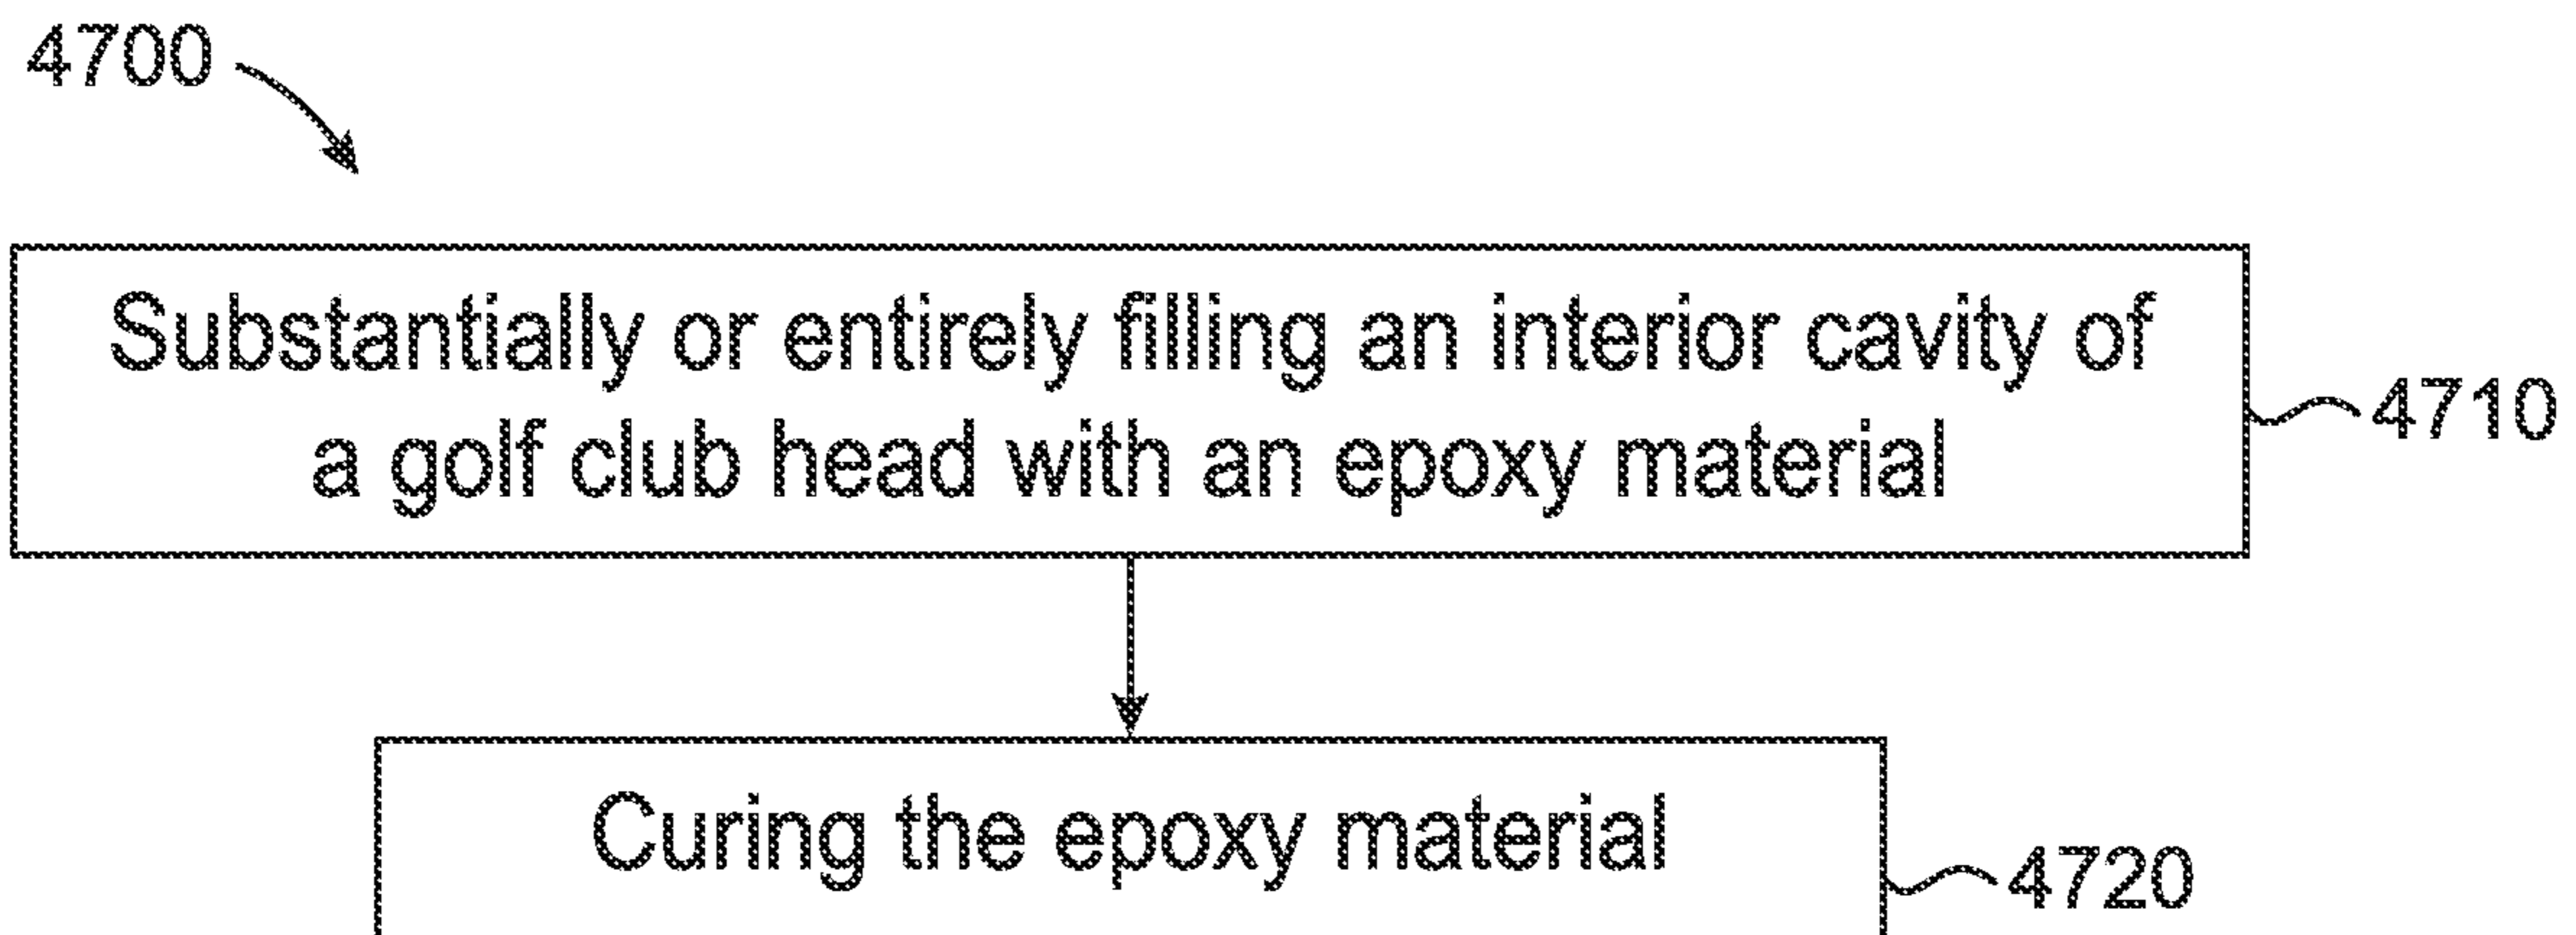 4700
Substantially or entirely filling an interior cavity of
a golf club head with an epoxy material
4710
Curing the epoxy material
4720